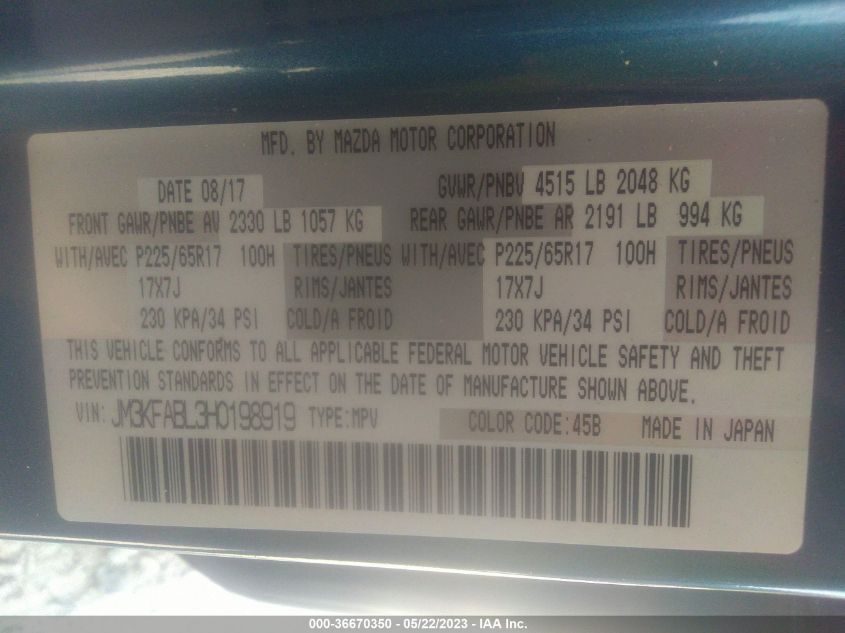 MFD. BY MAZDA MOTOR CORPORATION
DATE 08/17 GVWR/PNBV 4515 LB 2048 KG
FRONT GAWR/PNBE AV 2330 LB 1057 KG REAR GAWR/PNBE AR 2191 LB 994 KG
WITH/AVEC P225/65R17 100H TIRES/PNEUS WITH/AVEC P225/65R17 100H TIRES/PNEUS
17X7J RIMS/JANTES 17X7J RIMS/JANTES
230 KPA/34 PSI COLD/A FROID 230 KPA/34 PSI COLD/A FROID
THIS VEHICLE CONFORMS TO ALL APPLICABLE FEDERAL MOTOR VEHICLE SAFETY AND THEFT
PREVENTION STANDARDS IN EFFECT ON THE DATE OF MANUFACTURE SHOWN ABOVE.
VIN: JM3KFABL3H0198919 TYPE:MPV COLOR CODE:45B MADE IN JAPAN
000-36670350 - 05/22/2023 - IAA Inc.